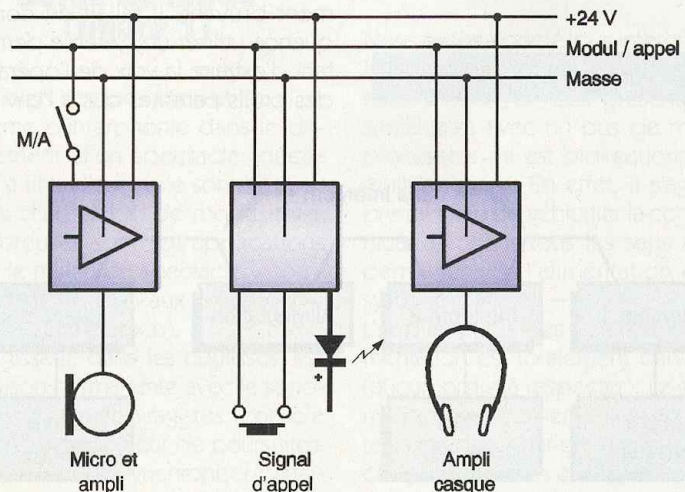 +24 V
Modul / appel
Masse
M/A
+
Micro et
ampli
Signal
d'appel
Ampli
casque